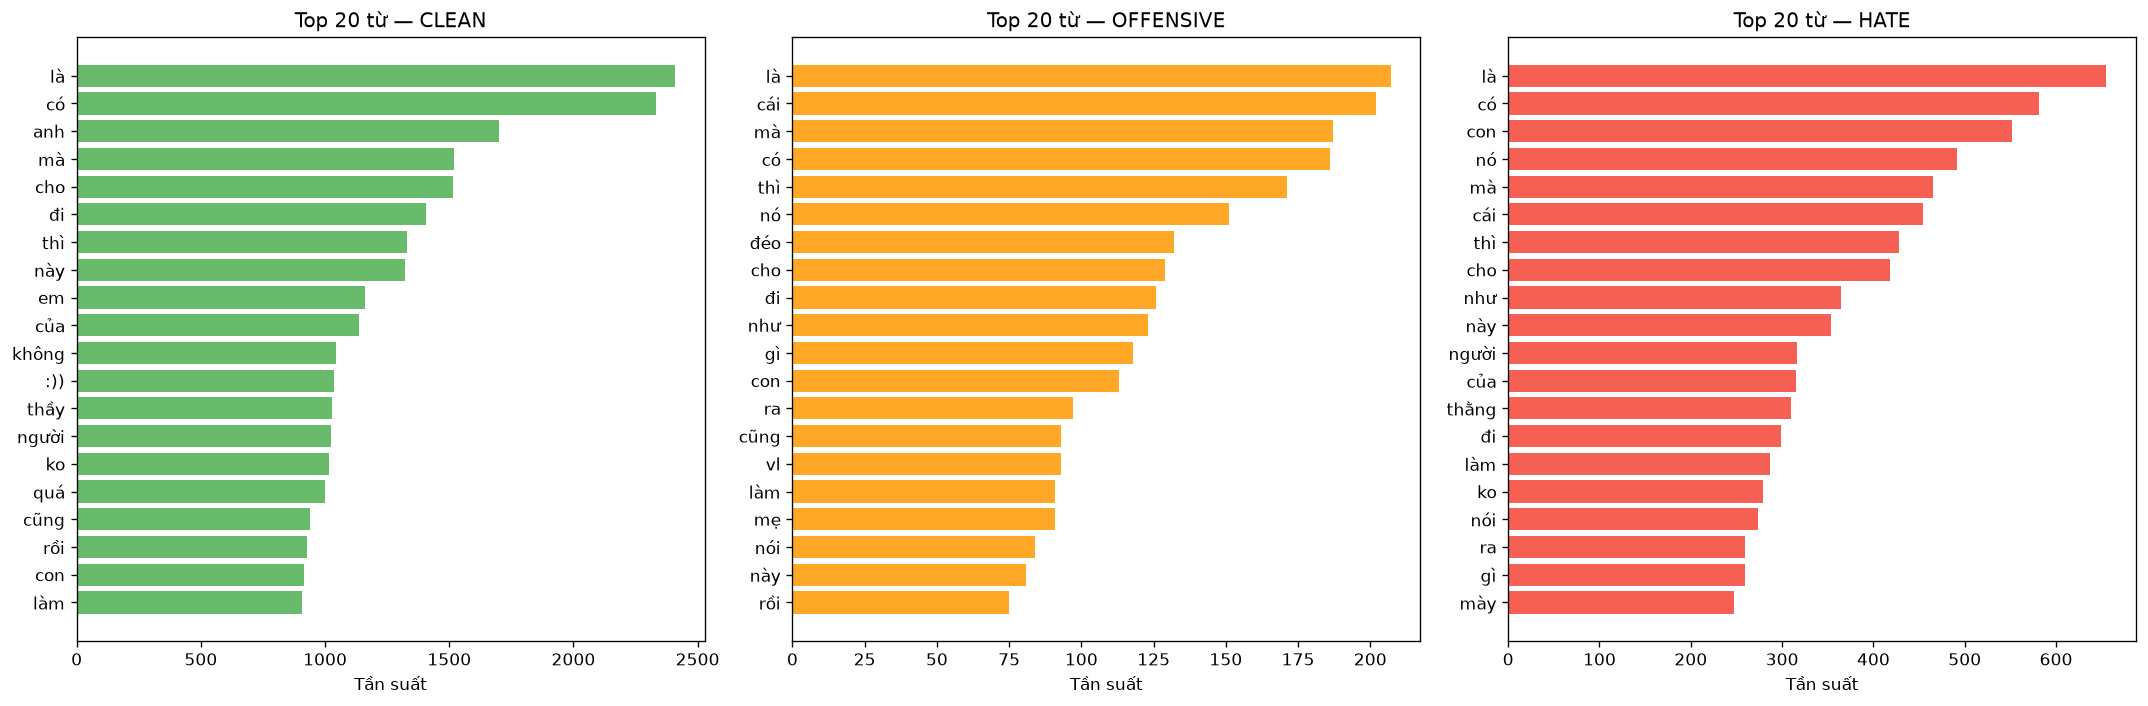 Top 20 từ — CLEAN
là
có
anh
mà
cho
đi
thì
này
em
của
không
:))
thầy
người
ko
quá
cũng
rồi
con
làm
0 500 1000 1500 2000 2500
Tần suất
Top 20 từ — OFFENSIVE
là
cái
mà
có
thì
nó
đéo
cho
đi
như
gì
con
ra
cũng
vl
làm
mẹ
nói
này
rồi
0 25 50 75 100 125 150 175 200
Tần suất
Top 20 từ — HATE
là
có
con
nó
mà
cái
thì
cho
như
này
người
của
thằng
đi
làm
ko
nói
ra
gì
mày
0 100 200 300 400 500 600
Tần suất